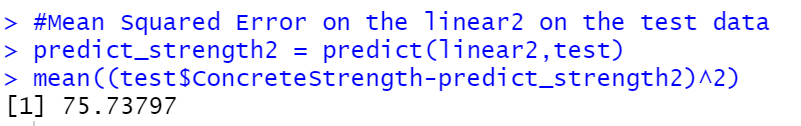 > #Mean Squared Error on the linear2 on the test data
> predict_strength2 = predict(linear2,test)
> mean((test$ConcreteStrength-predict_strength2)^2)
[1] 75.73797